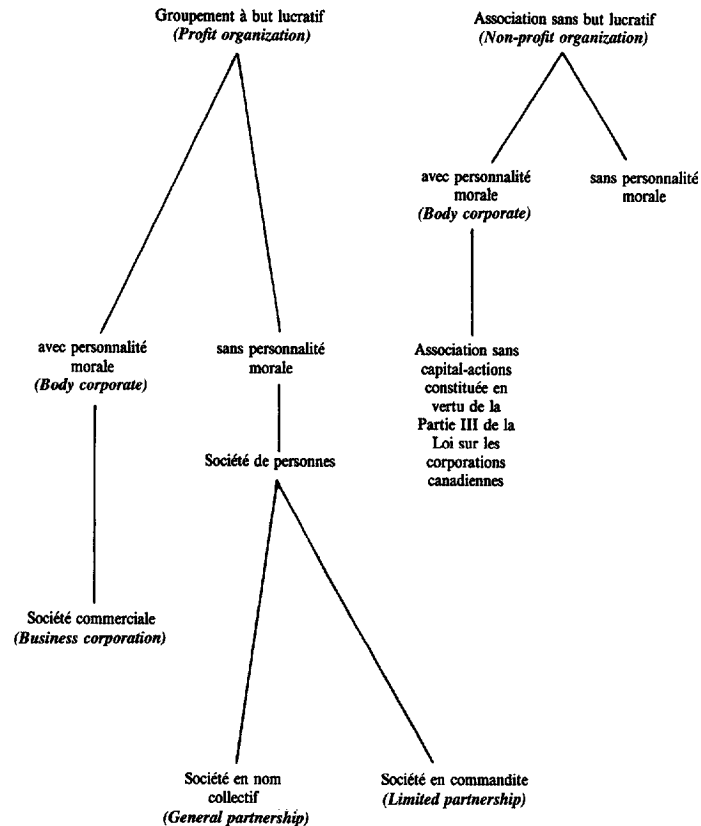 Groupement à but lucratif
(Profit organization)
Association sans but lucratif
(Non-profit organization)
avec personnalité
morale
(Body corporate)
sans personnalité
morale
avec personnalité
morale
(Body corporate)
sans personnalité
morale
Association sans
capital-actions
constituée en
vertu de la
Partie III de la
Loi sur les
corporations
canadiennes
Société de personnes
Société commerciale
(Business corporation)
Société en nom
collectif
(General partnership)
Société en commandite
(Limited partnership)